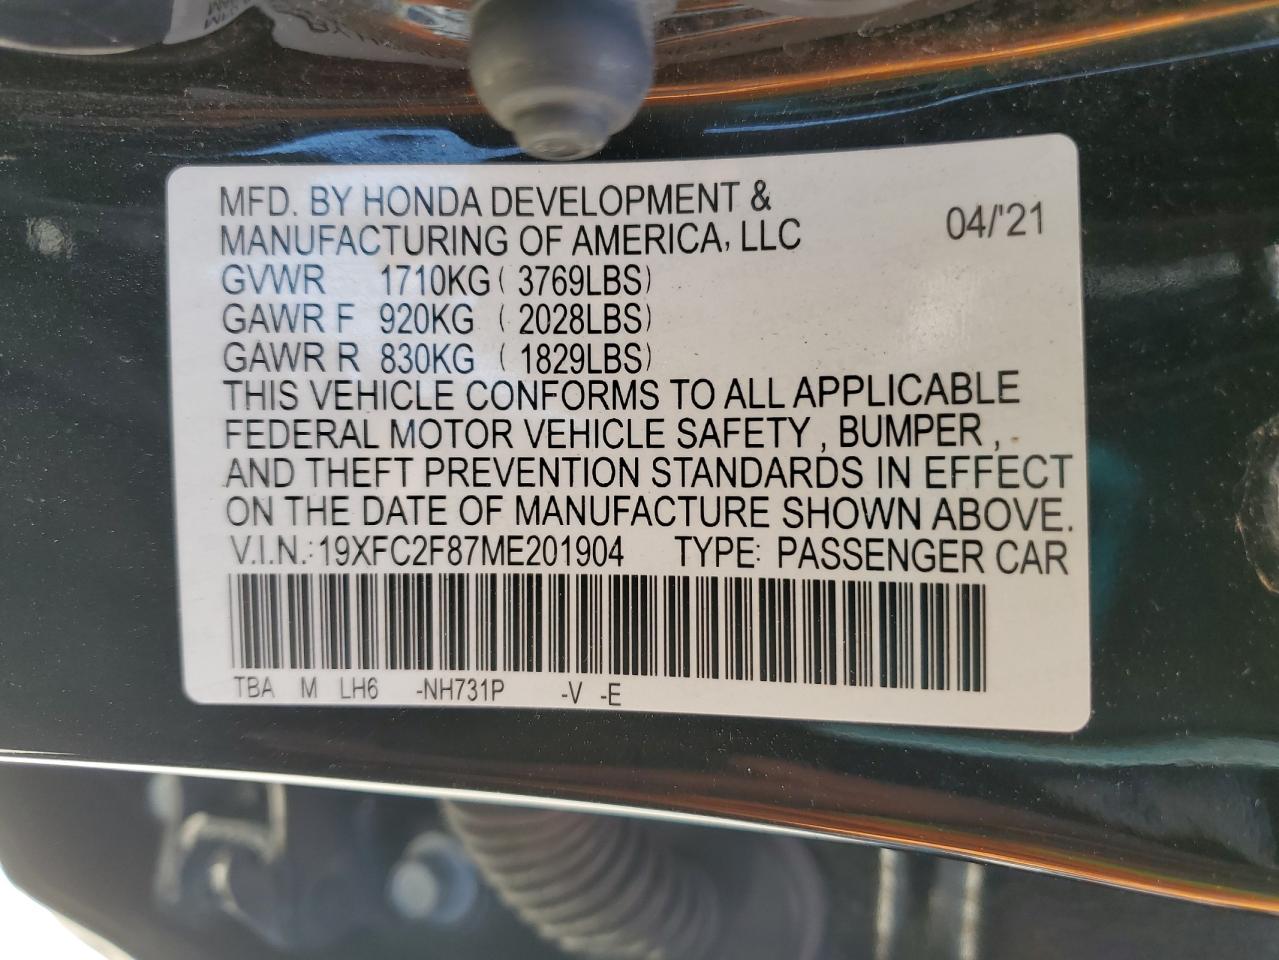 MFD. BY HONDA DEVELOPMENT &
MANUFACTURING OF AMERICA, LLC 04/'21
GVWR 1710KG ( 3769LBS)
GAWR F 920KG ( 2028LBS)
GAWR R 830KG ( 1829LBS)
THIS VEHICLE CONFORMS TO ALL APPLICABLE
FEDERAL MOTOR VEHICLE SAFETY , BUMPER ,
AND THEFT PREVENTION STANDARDS IN EFFECT
ON THE DATE OF MANUFACTURE SHOWN ABOVE.
V.I.N.: 19XFC2F87ME201904 TYPE: PASSENGER CAR
TBA M LH6 -NH731P -V -E